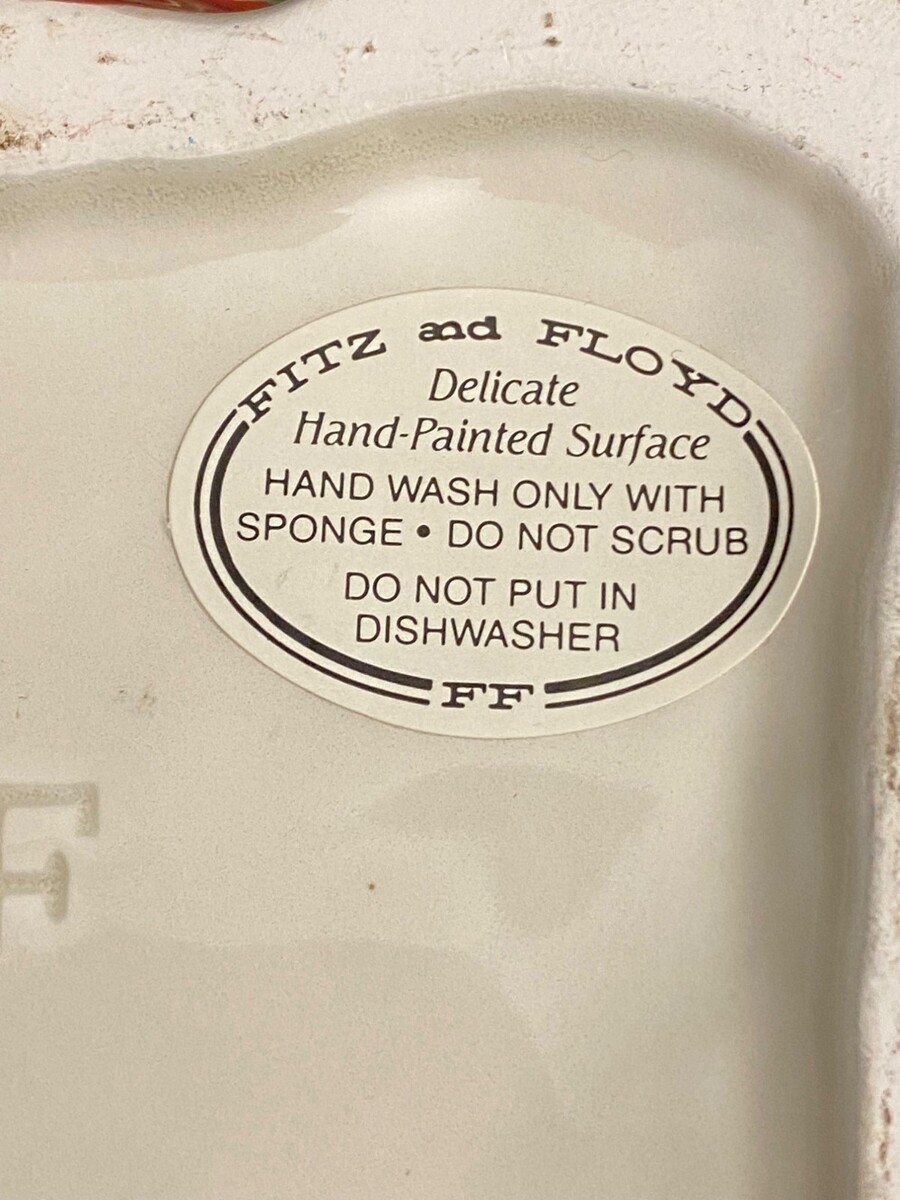 FITZ and FLOYD
Delicate
Hand-Painted Surface
HAND WASH ONLY WITH
SPONGE • DO NOT SCRUB
DO NOT PUT IN
DISHWASHER
FF
F